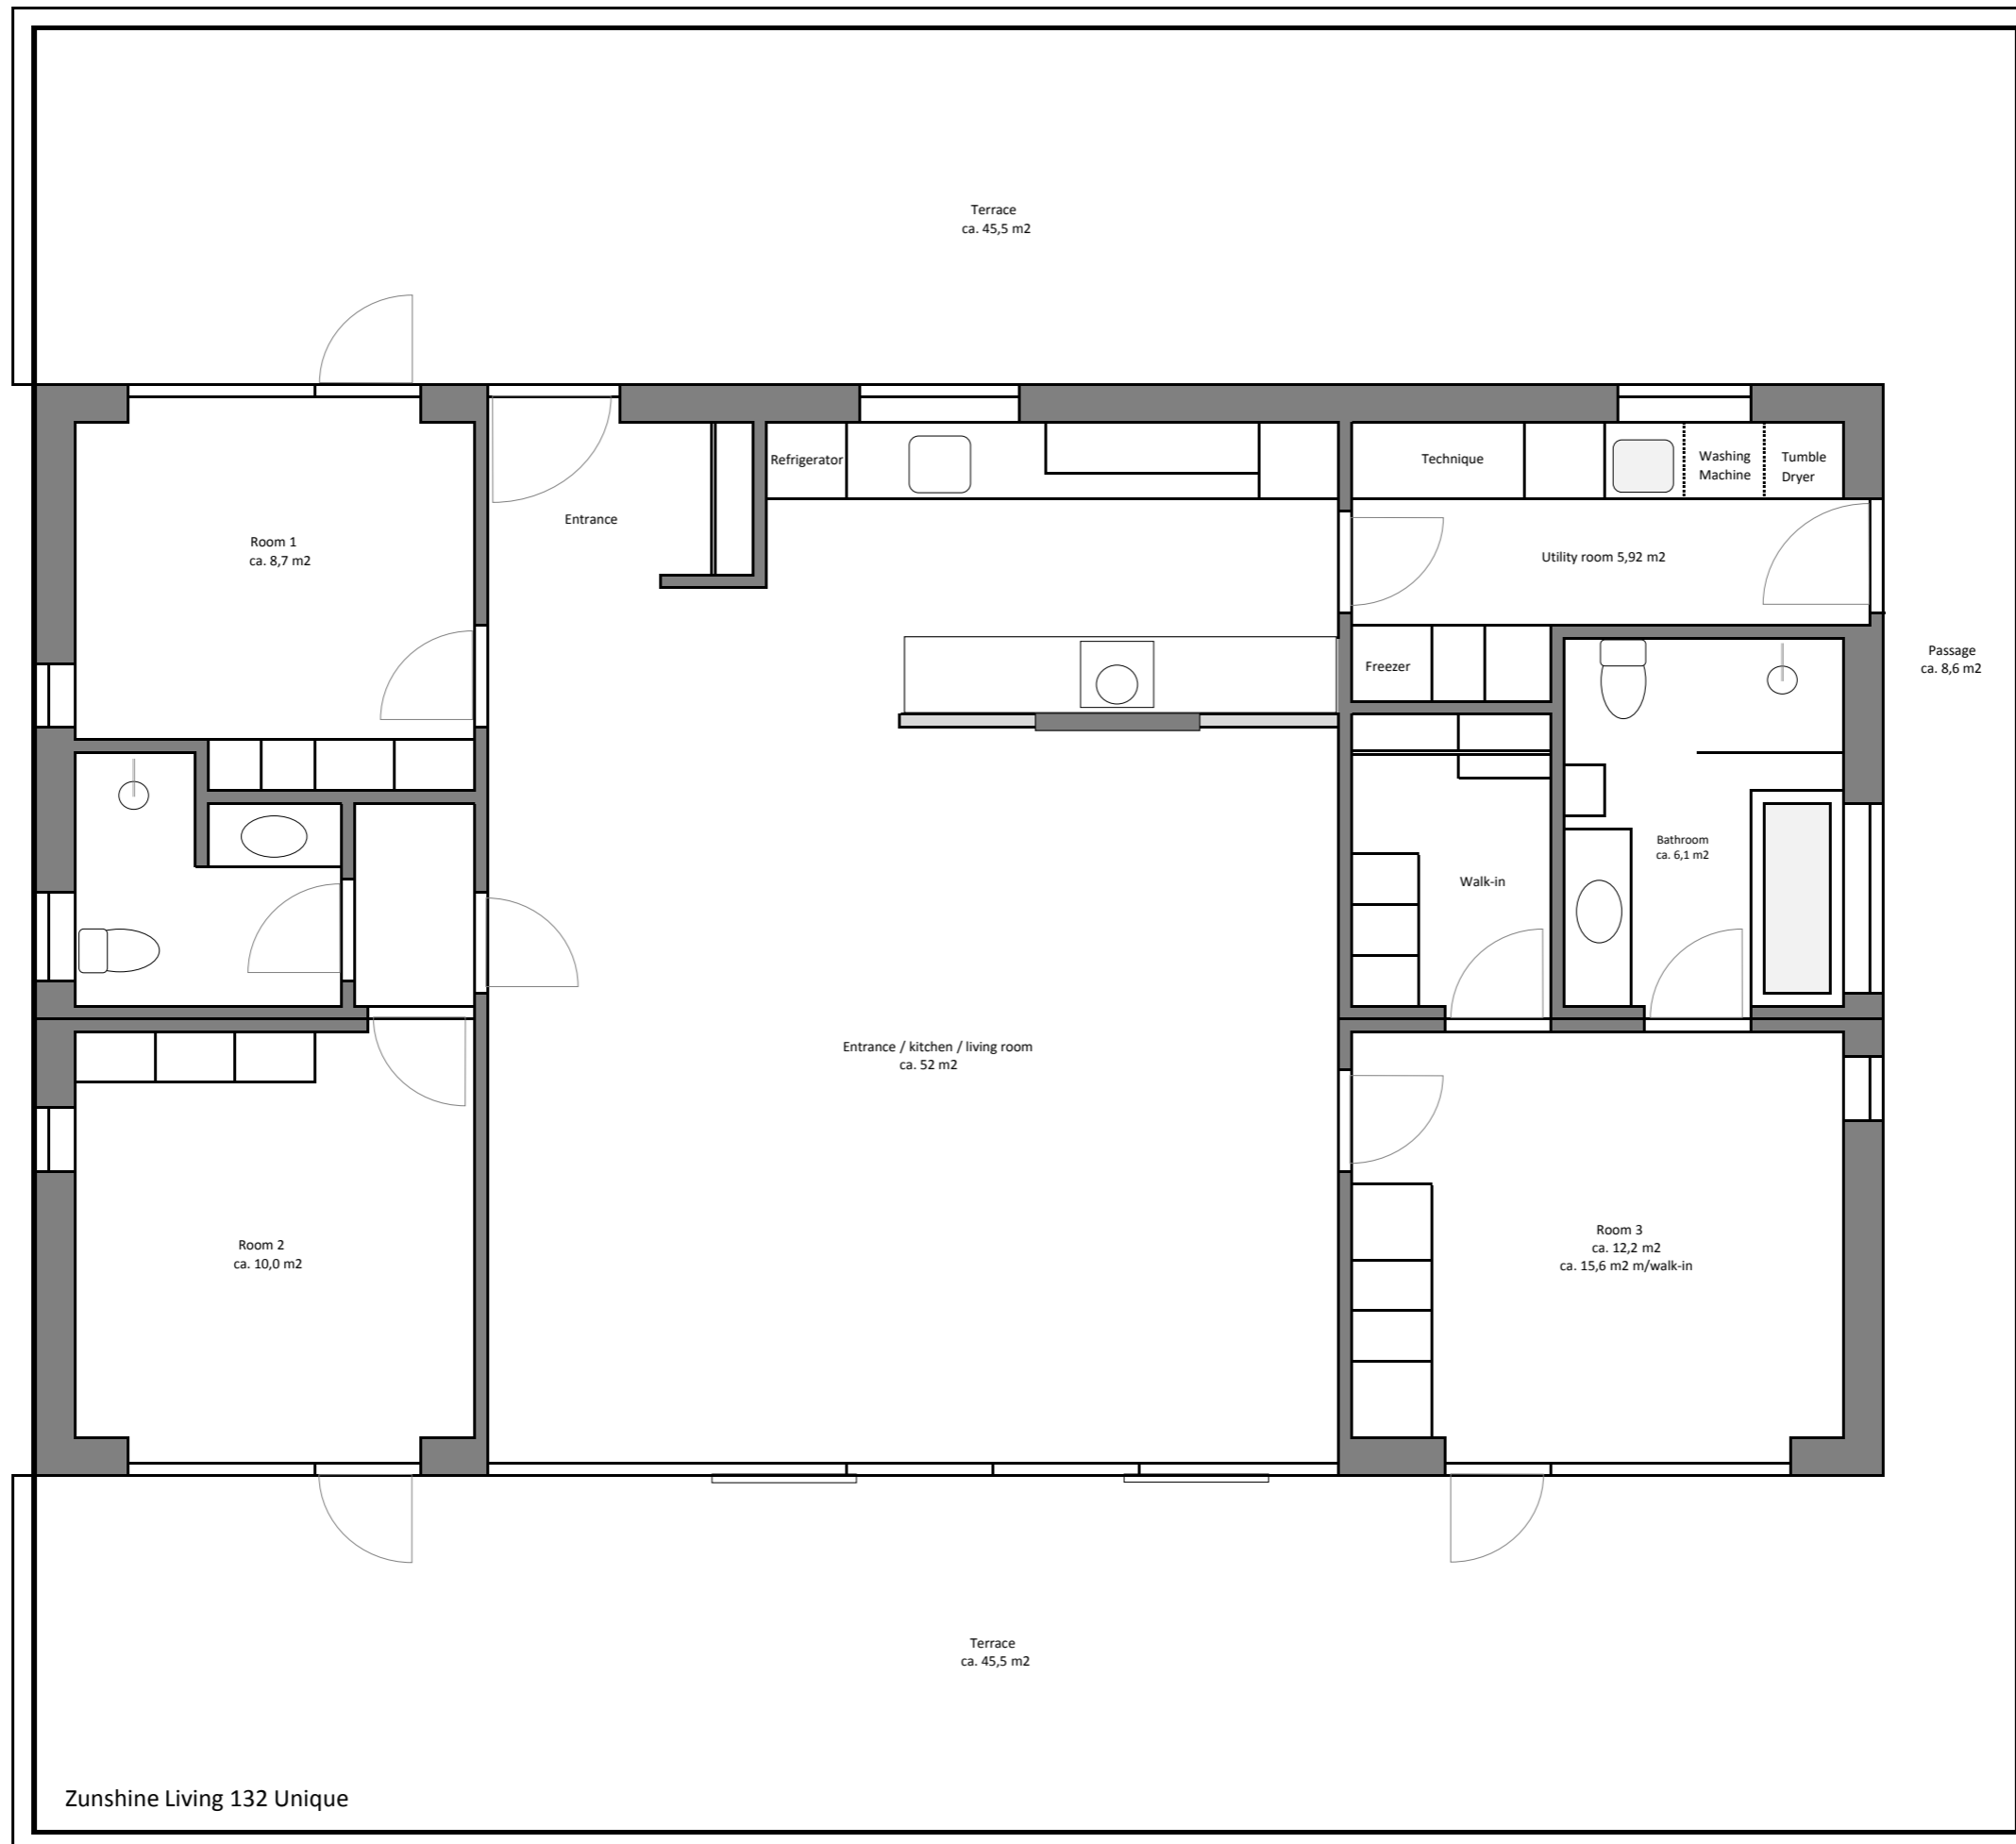 Terrace
ca. 45,5 m2
Refrigerator
Technique
Washing
Machine
Tumble
Dryer
Entrance
Room 1
ca. 8,7 m2
Utility room 5,92 m2
Freezer
Passage
ca. 8,6 m2
Bathroom
ca. 6,1 m2
Walk-in
Entrance / kitchen / living room
ca. 52 m2
Room 2
ca. 10,0 m2
Room 3
ca. 12,2 m2
ca. 15,6 m2 m/walk-in
Terrace
ca. 45,5 m2
Zunshine Living 132 Unique